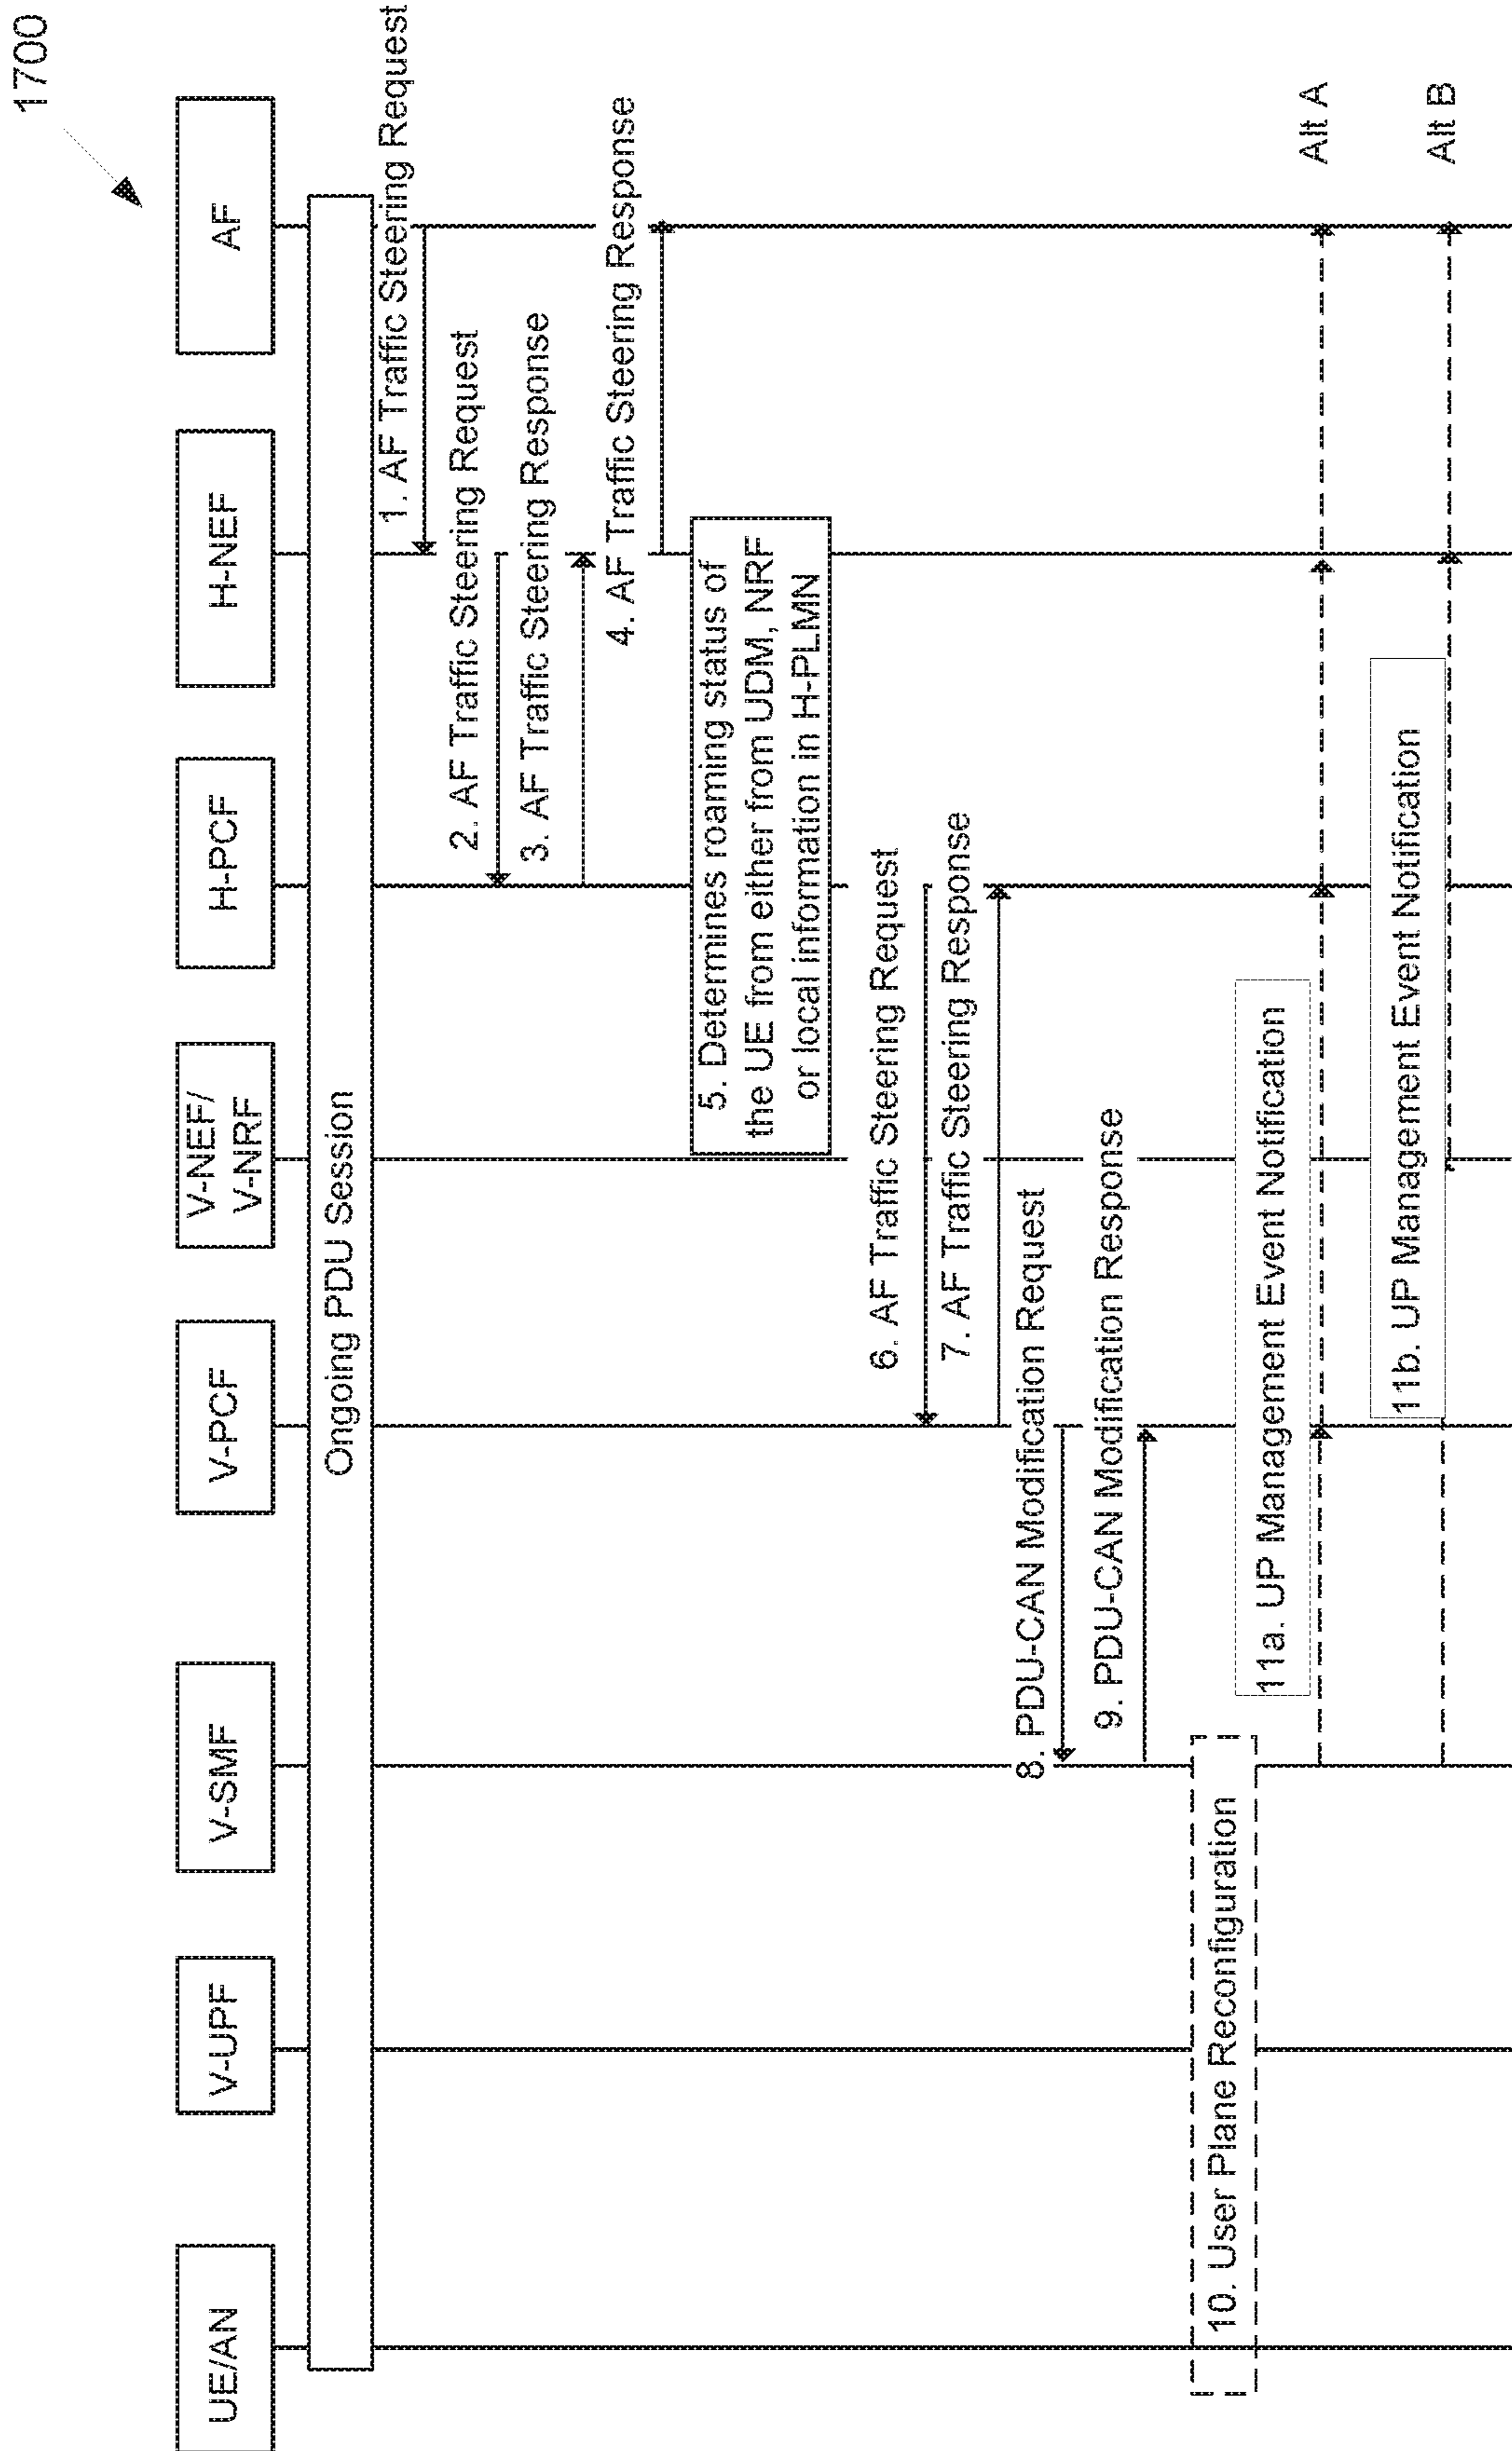 1700
UE/AN
V-UPF
V-SMF
V-PCF
V-NEF/
V-NRF
H-PCF
H-NEF
AF
Ongoing PDU Session
1. AF Traffic Steering Request
2. AF Traffic Steering Request
3. AF Traffic Steering Response
4. AF Traffic Steering Response
5. Determines roaming status of
the UE from either from UDM, NRF
or local information in H-PLMN
6. AF Traffic Steering Request
7. AF Traffic Steering Response
8. PDU-CAN Modification Request
9. PDU-CAN Modification Response
10. User Plane Reconfiguration
11a. UP Management Event Notification
Alt A
11b. UP Management Event Notification
Alt B